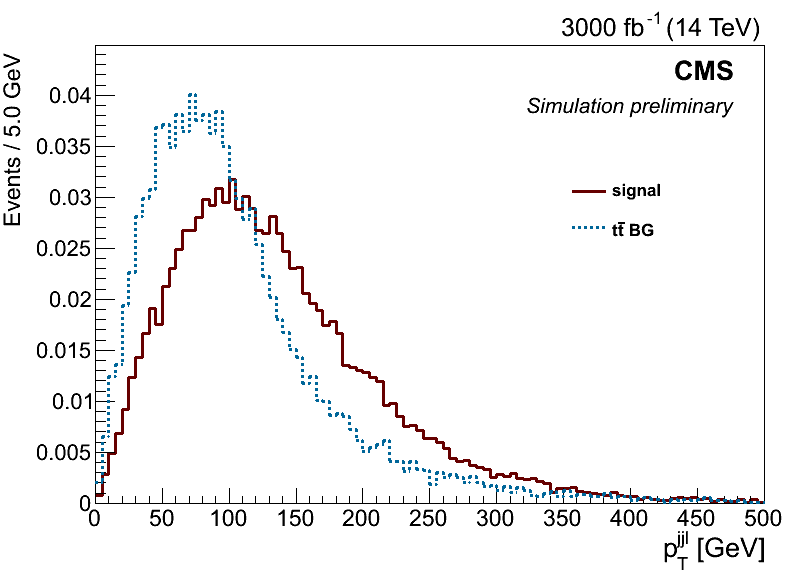 3000 fb⁻¹ (14 TeV)
CMS
Simulation preliminary
signal
tt̄ BG
Events / 5.0 GeV
0.04
0.035
0.03
0.025
0.02
0.015
0.01
0.005
0
0 50 100 150 200 250 300 350 400 450 500
p_T^jjl [GeV]